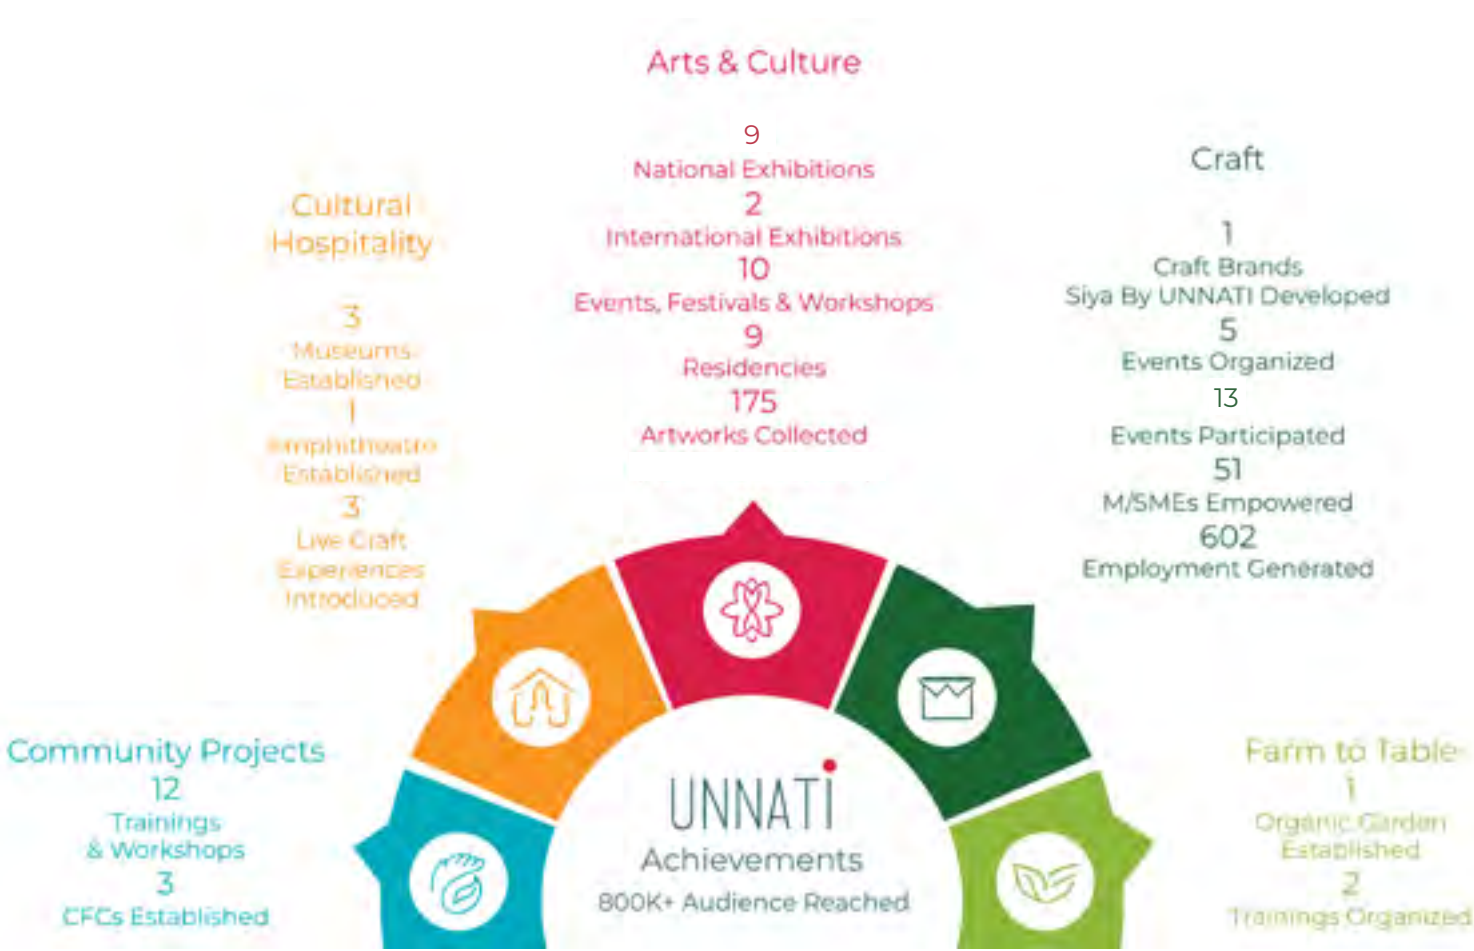 Arts & Culture
9
National Exhibitions
2
International Exhibitions
10
Events, Festivals & Workshops
9
Residencies
175
Artworks Collected
Cultural
Hospitality
3
Museums
Established
1
Amphitheatre
Established
3
Live Craft
Experiences
Introduced
Craft
1
Craft Brands
Siya By UNNATI Developed
5
Events Organized
13
Events Participated
51
M/SMEs Empowered
602
Employment Generated
Community Projects
12
Trainings
& Workshops
3
CFCs Established
UNNATi
Achievements
800K+ Audience Reached
Farm to Table
1
Organic Garden
Established
2
Trainings Organized